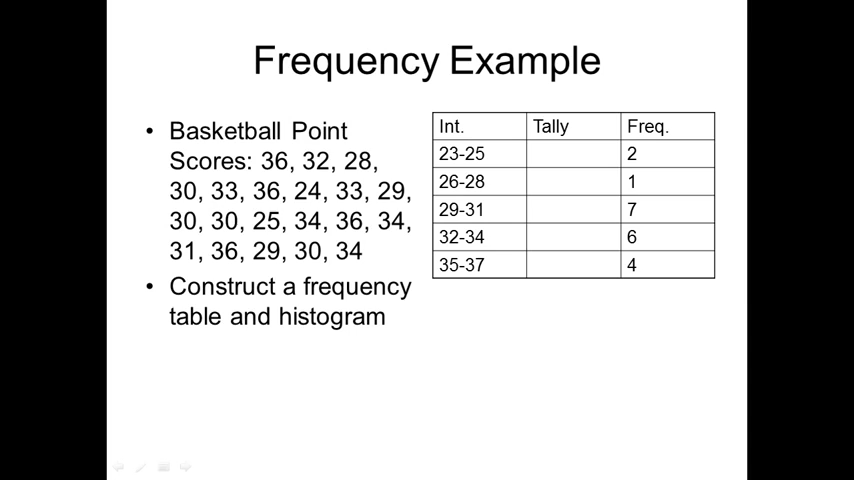 Frequency Example
• Basketball Point
Scores: 36, 32, 28,
30, 33, 36, 24, 33, 29,
30, 30, 25, 34, 36, 34,
31, 36, 29, 30, 34
• Construct a frequency
table and histogram
Int. Tally Freq.
23-25 2
26-28 1
29-31 7
32-34 6
35-37 4